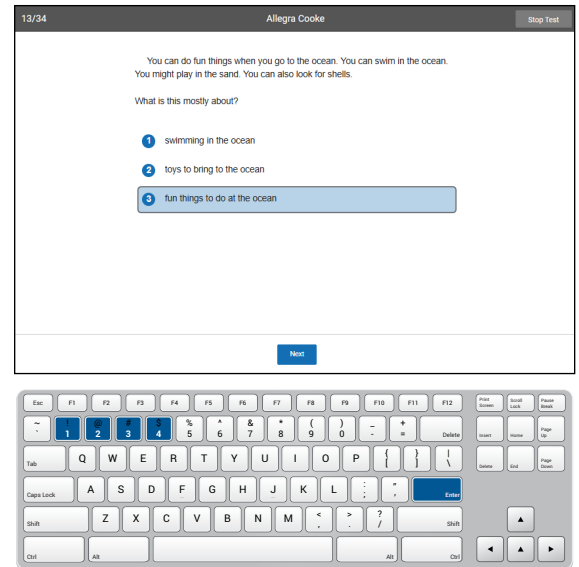 13/34 Allegra Cooke Stop Test
You can do fun things when you go to the ocean. You can swim in the ocean.
You might play in the sand. You can also look for shells.
What is this mostly about?
1 swimming in the ocean
2 toys to bring to the ocean
3 fun things to do at the ocean
Next
Esc F1 F2 F3 F4 F5 F6 F7 F8 F9 F10 F11 F12 Print Screen Scroll Lock Pause Break
~ ` ! 1 @ 2 # 3 $ 4 % 5 ^ 6 & 7 * 8 ( 9 ) 0 _ - + = Delete Insert Home Page Up
Tab Q W E R T Y U I O P { [ } ] | \ Delete End Page Down
Caps Lock A S D F G H J K L : ; " ' Enter
Shift Z X C V B N M < , > . ? / Shift ▲
Ctrl Alt Alt Ctrl ◄ ▲ ►